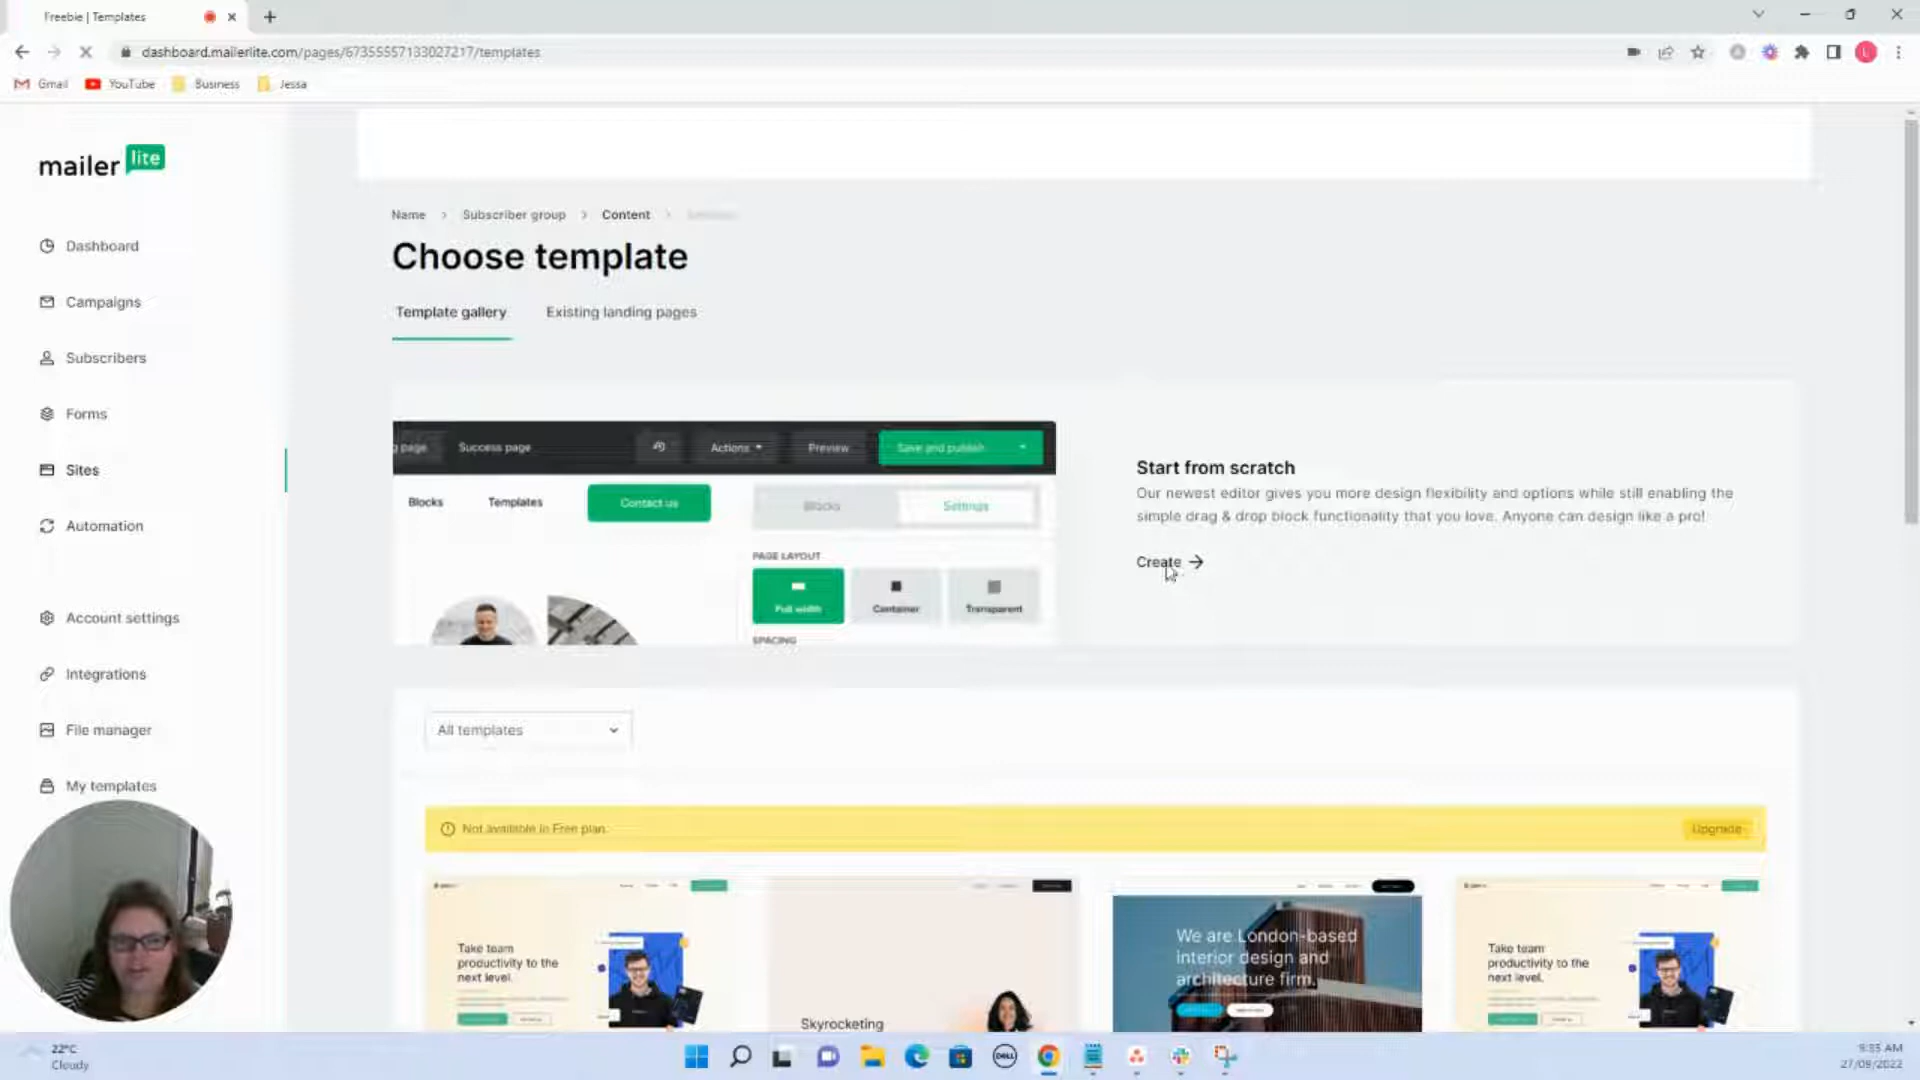 Freebie | Templates
dashboard.mailerlite.com/pages/67355557133027217/templates
Gmail
YouTube
Business
Jessa
mailer lite
Dashboard
Campaigns
Subscribers
Forms
Sites
Automation
Account settings
Integrations
File manager
My templates
Name
Subscriber group
Content
Choose template
Template gallery
Existing landing pages
g page
Success page
Actions
Preview
Save and publish
Blocks
Templates
Contact us
Blocks
Settings
PAGE LAYOUT
Full width
Container
Transparent
SPACING
Start from scratch
Our newest editor gives you more design flexibility and options while still enabling the
simple drag & drop block functionality that you love. Anyone can design like a pro!
Create
All templates
Not available in Free plan.
Upgrade
Take team
productivity to the
next level.
Skyrocketing
We are London-based
interior design and
architecture firm.
Take team
productivity to the
next level.
22°C
Cloudy
DELL
9:35 AM
27/09/2022
L